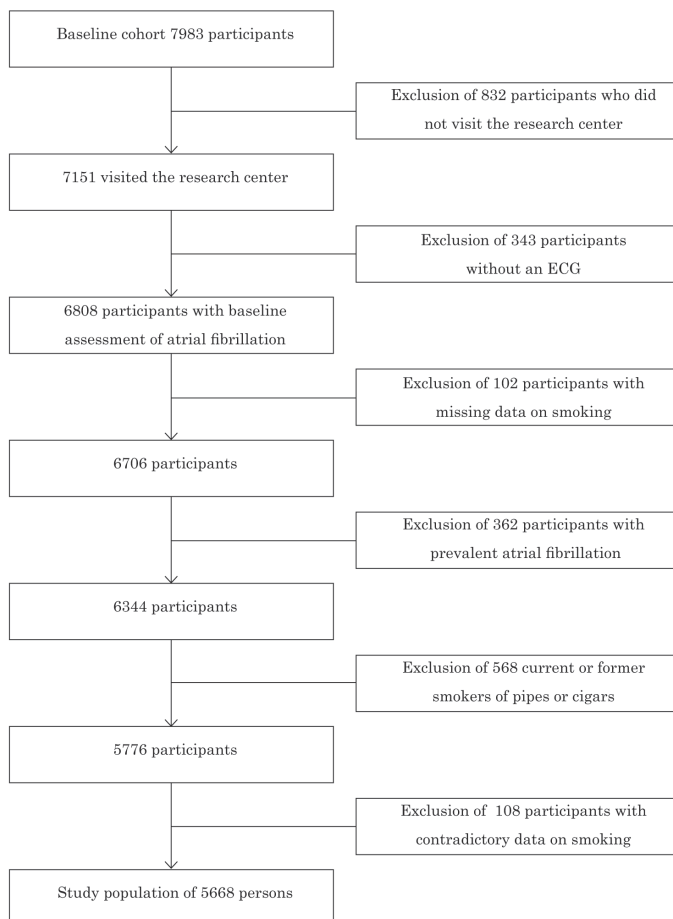 Baseline cohort 7983 participants
Exclusion of 832 participants who did
not visit the research center
7151 visited the research center
Exclusion of 343 participants
without an ECG
6808 participants with baseline
assessment of atrial fibrillation
Exclusion of 102 participants with
missing data on smoking
6706 participants
Exclusion of 362 participants with
prevalent atrial fibrillation
6344 participants
Exclusion of 568 current or former
smokers of pipes or cigars
5776 participants
Exclusion of  108 participants with
contradictory data on smoking
Study population of 5668 persons